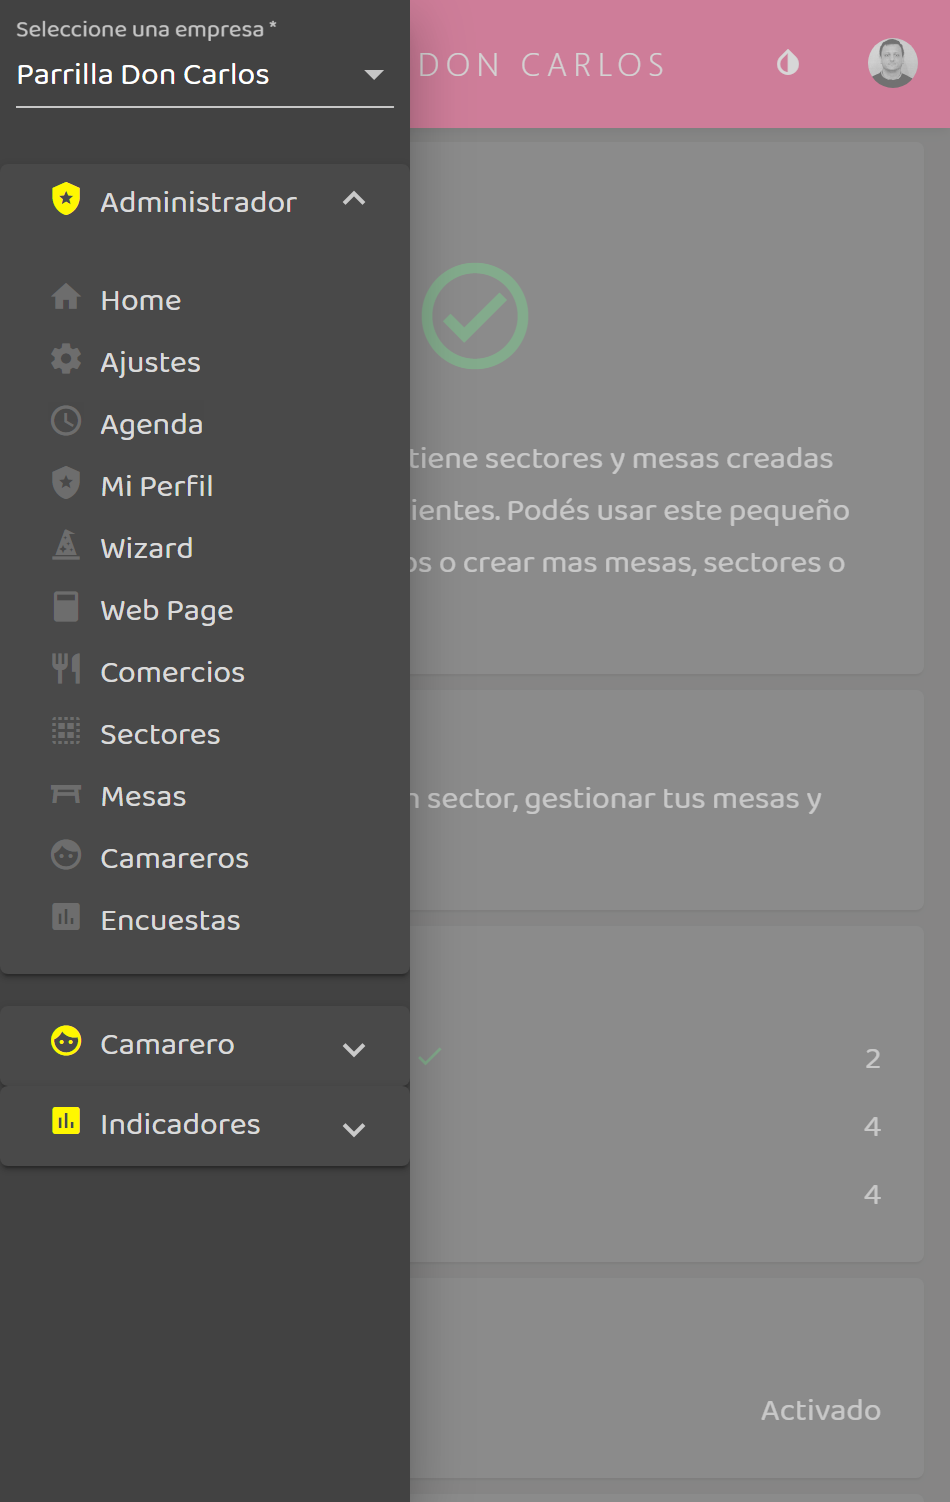 Seleccione una empresa *
Parrilla Don Carlos
DON CARLOS
Administrador
Home
Ajustes
Agenda
Mi Perfil
Wizard
Web Page
Comercios
Sectores
Mesas
Camareros
Encuestas
Camarero
Indicadores
tiene sectores y mesas creadas
ientes. Podés usar este pequeño
os o crear mas mesas, sectores o
n sector, gestionar tus mesas y
2
4
4
Activado